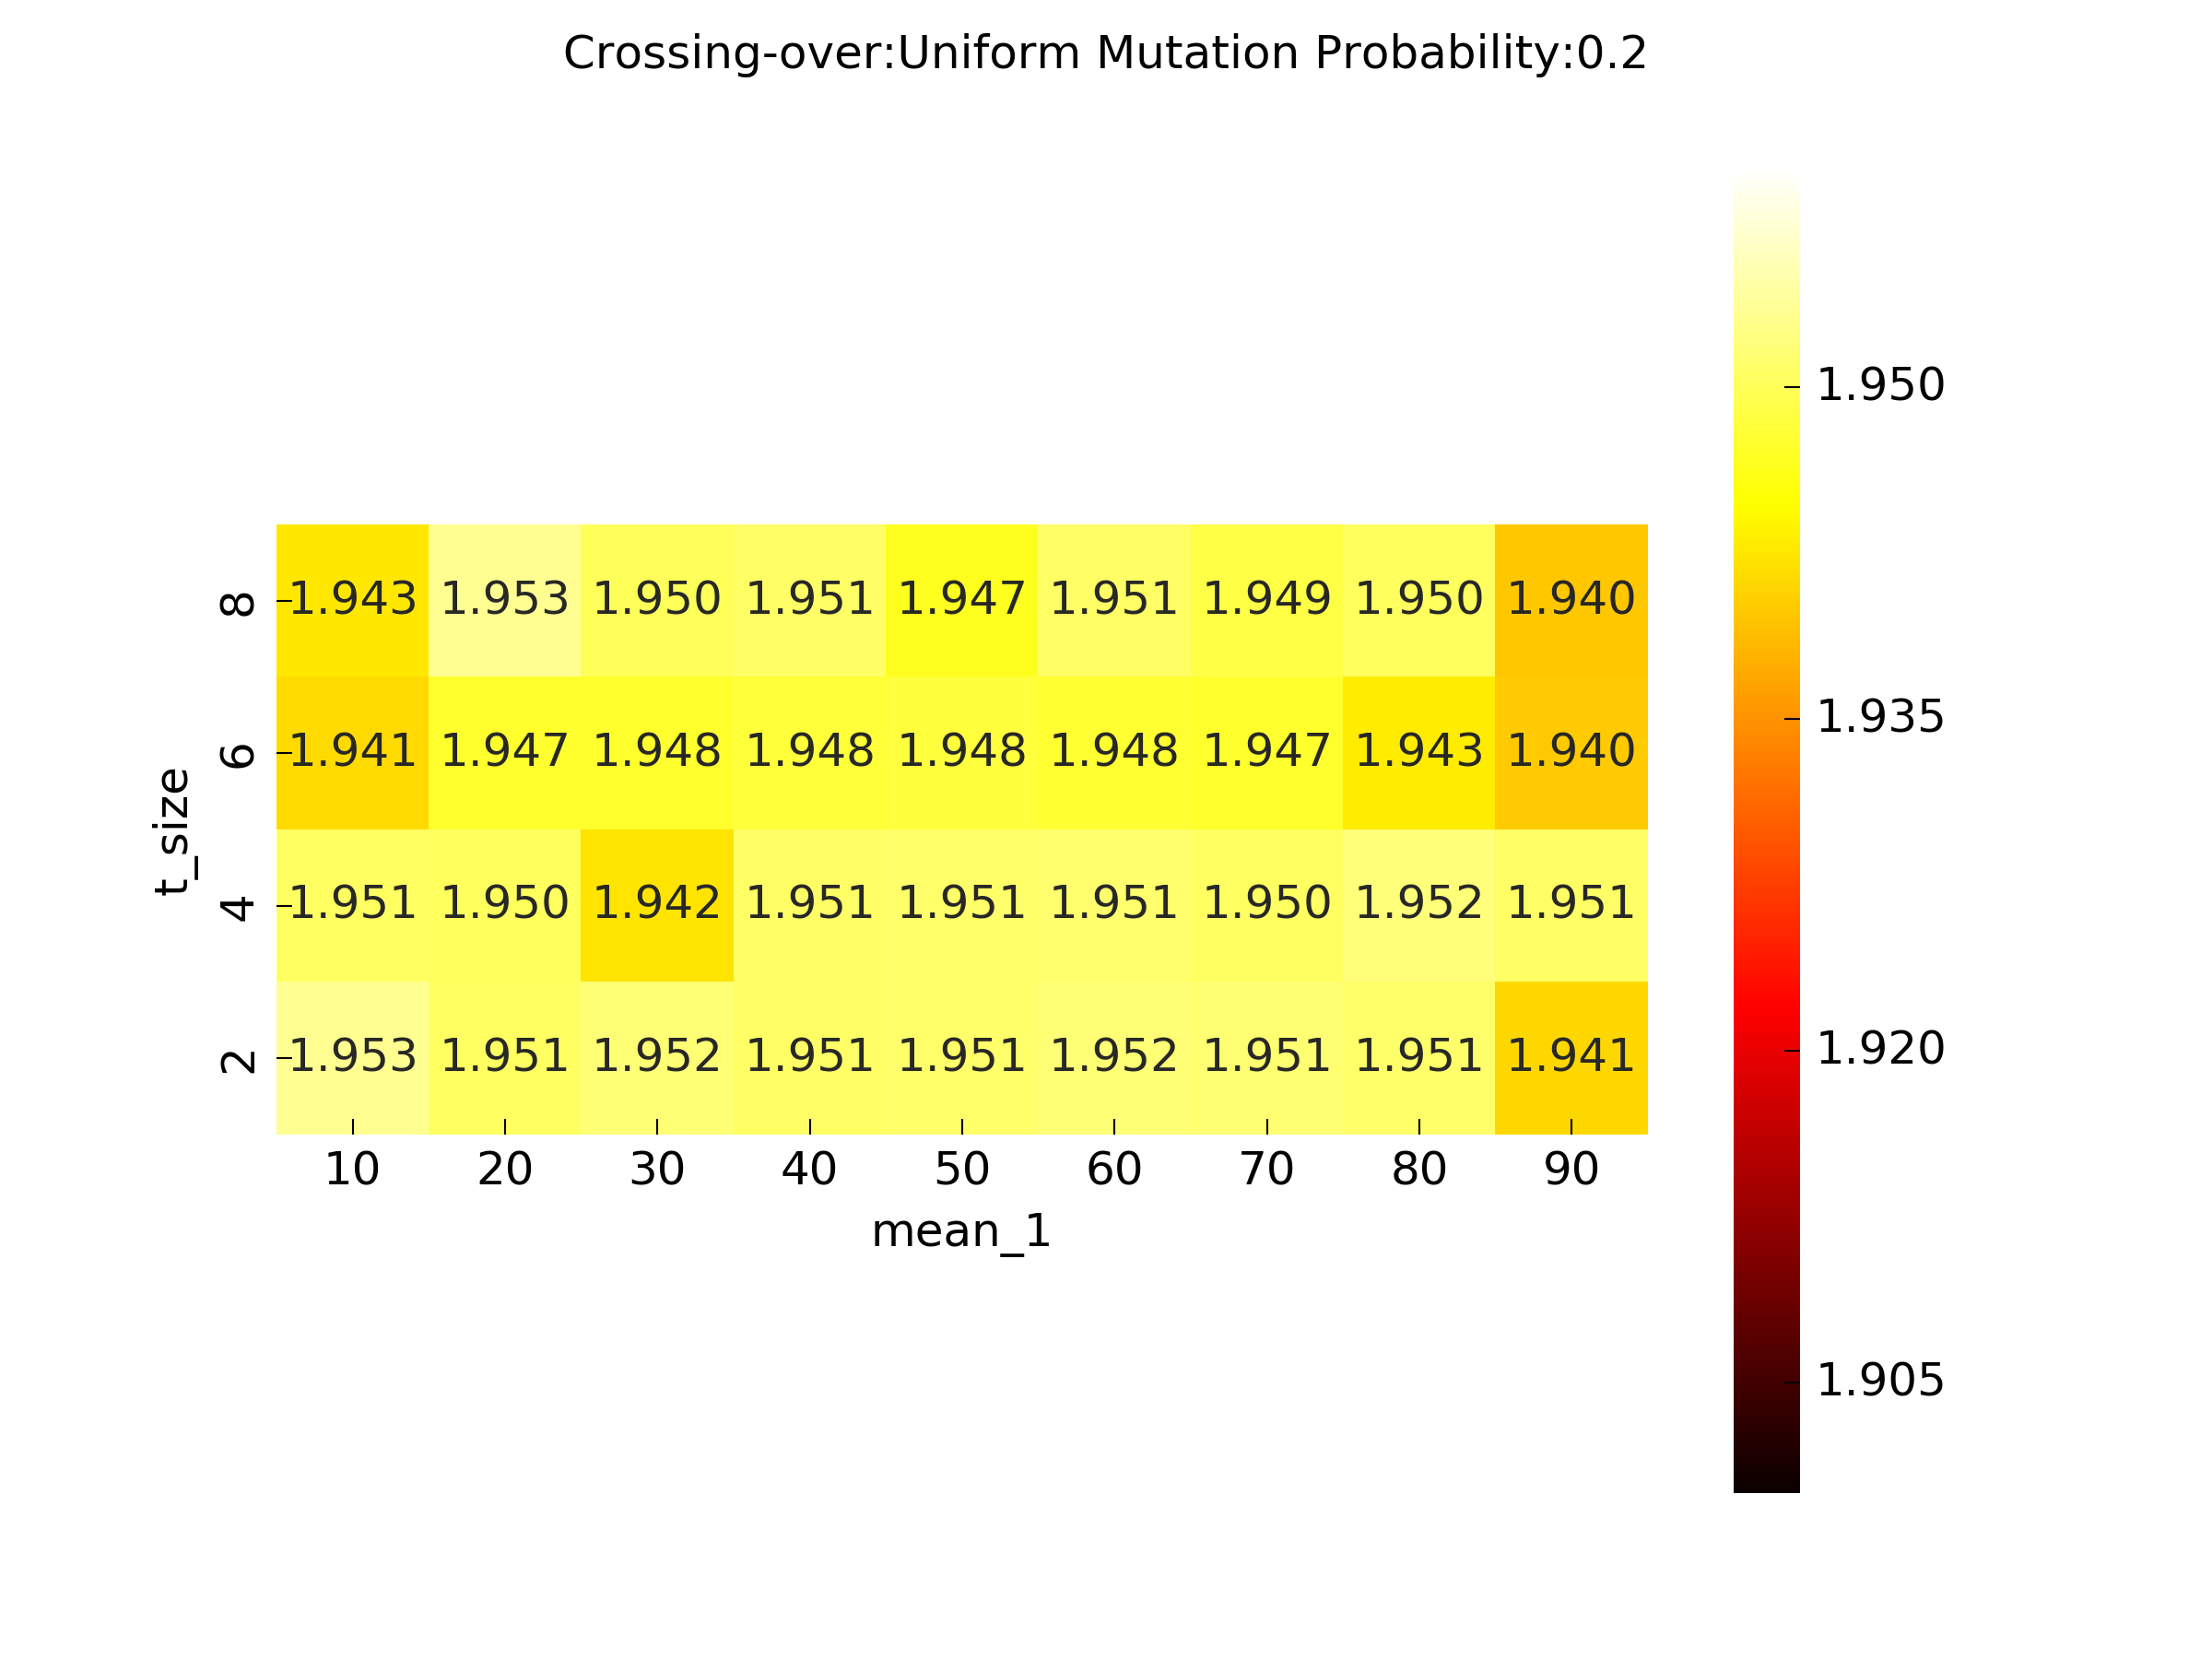 Crossing-over:Uniform Mutation Probability:0.2
1.950
1.935
1.920
1.905
t_size
8 1.943 1.953 1.950 1.951 1.947 1.951 1.949 1.950 1.940
6 1.941 1.947 1.948 1.948 1.948 1.948 1.947 1.943 1.940
4 1.951 1.950 1.942 1.951 1.951 1.951 1.950 1.952 1.951
2 1.953 1.951 1.952 1.951 1.951 1.952 1.951 1.951 1.941
10 20 30 40 50 60 70 80 90
mean_1